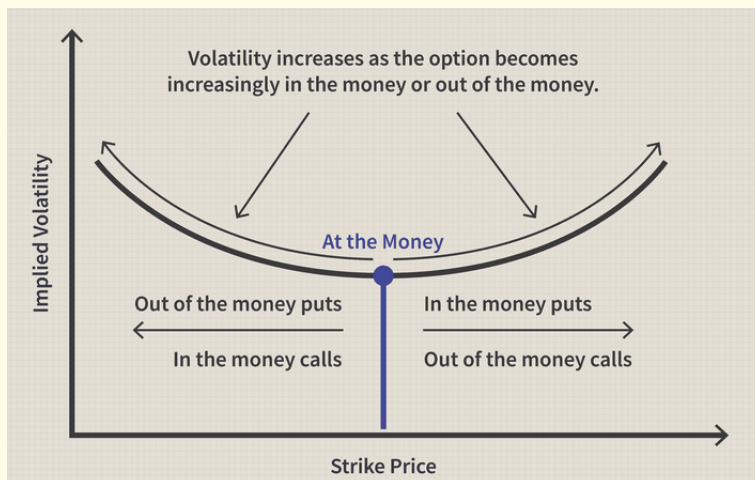 Volatility increases as the option becomes
increasingly in the money or out of the money.
Implied Volatility
At the Money
Out of the money puts
In the money puts
In the money calls
Out of the money calls
Strike Price